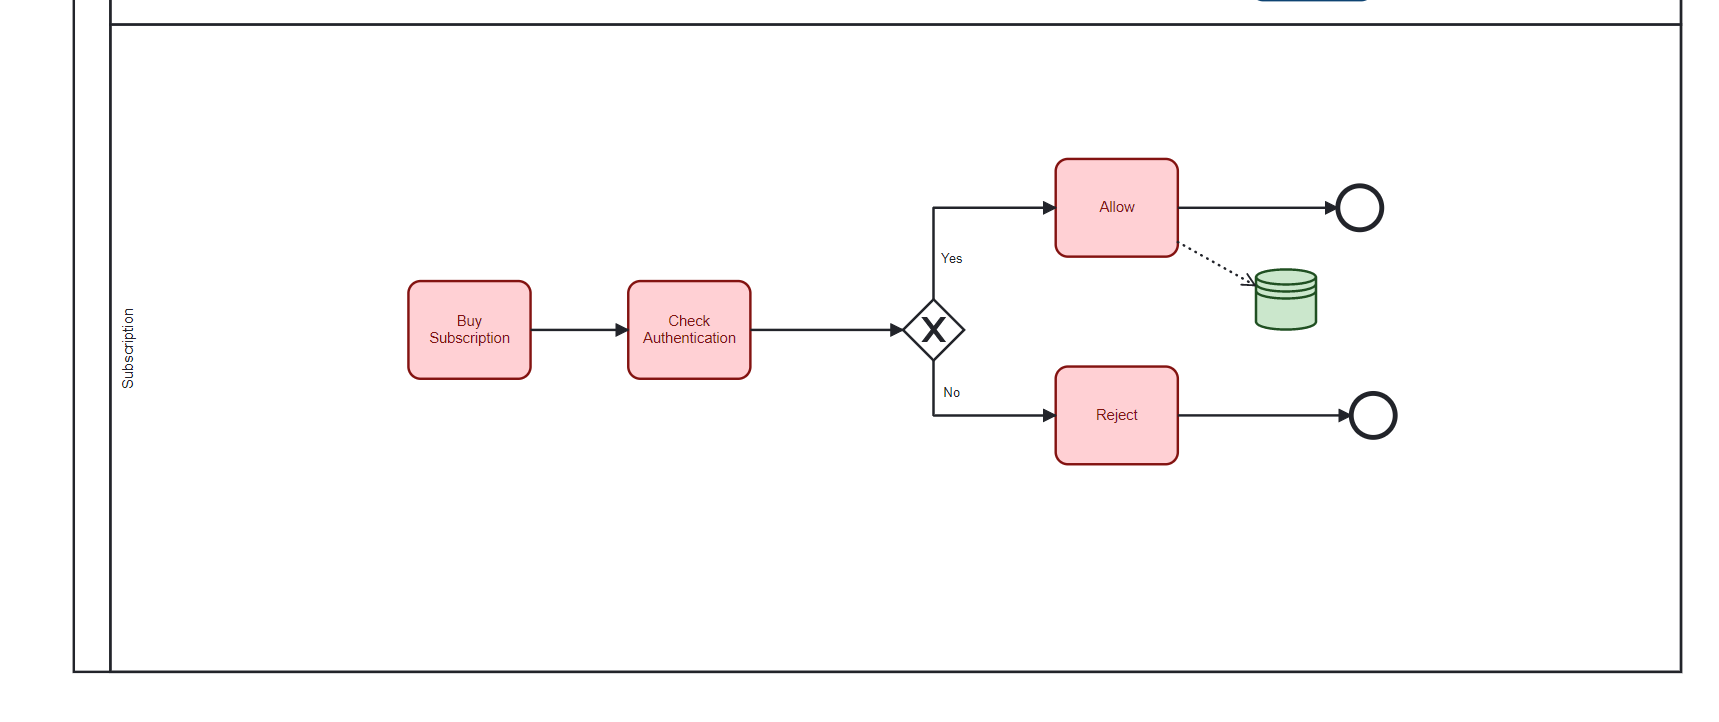 Subscription
Buy
Subscription
Check
Authentication
X
Yes
No
Allow
Reject